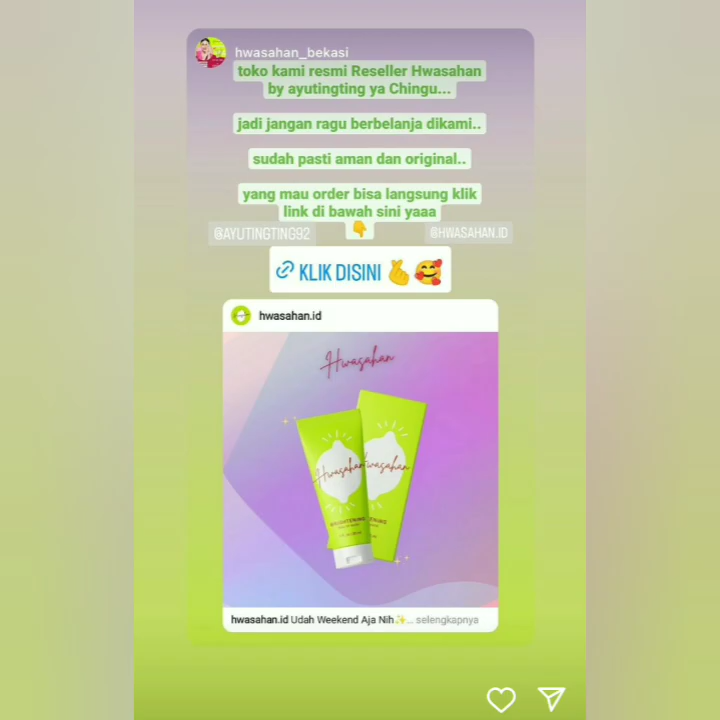 hwasahan_bekasi
toko kami resmi Reseller Hwasahan
by ayutingting ya Chingu...
jadi jangan ragu berbelanja dikami..
sudah pasti aman dan original..
yang mau order bisa langsung klik
link di bawah sini yaaa
👇
@AYUTINGTING92
@HWASAHAN.ID
KLIK DISINI 🫰🥰
hwasahan.id
Hwasahan
Hwasahan
Hwasahan
hwasahan.id Udah Weekend Aja Nih✨... selengkapnya